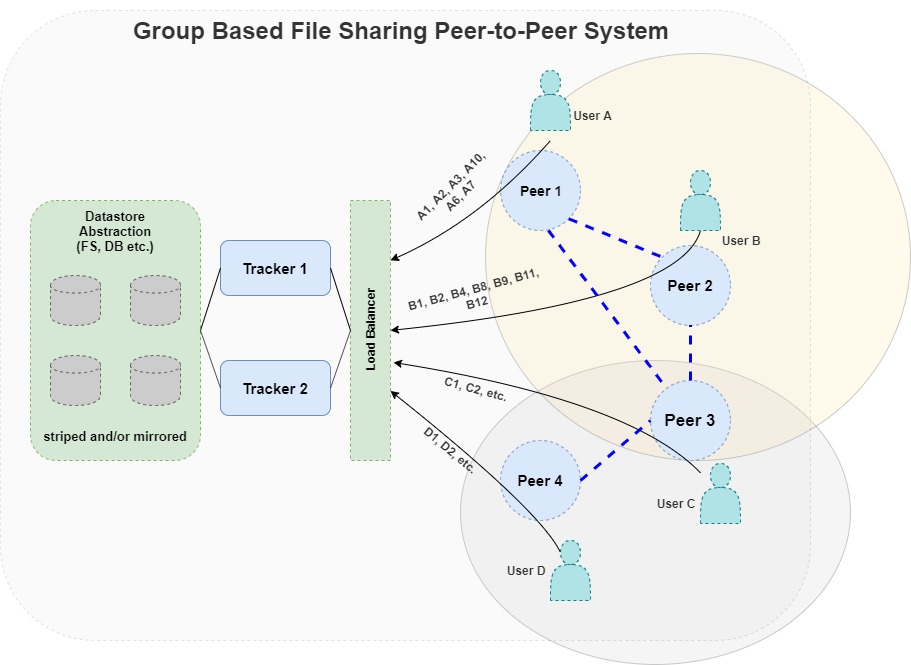 Group Based File Sharing Peer-to-Peer System
User A
A1, A2, A3, A10,
A6, A7
Peer 1
Datastore
Abstraction
(FS, DB etc.)
User B
Tracker 1
Peer 2
B1, B2, B4, B8, B9, B11,
B12
Load Balancer
Tracker 2
C1, C2, etc.
Peer 3
striped and/or mirrored
D1, D2, etc.
Peer 4
User C
User D